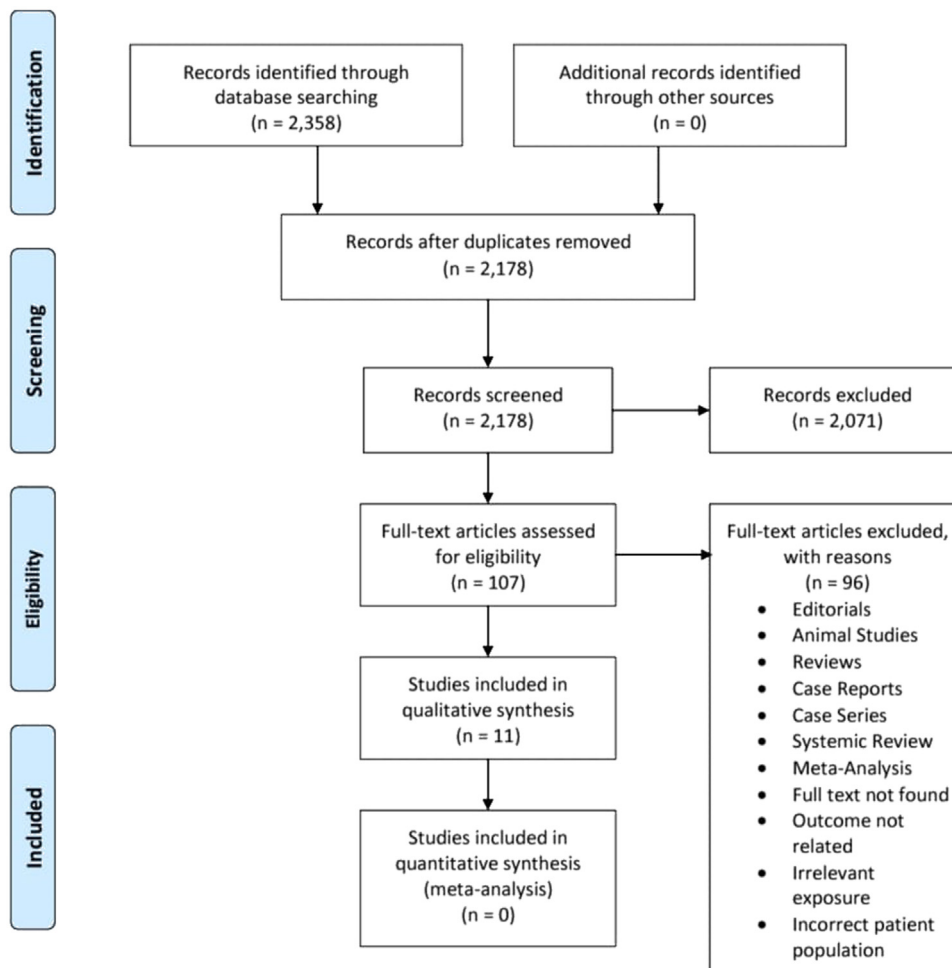 Identification
Records identified through
database searching
(n = 2,358)
Additional records identified
through other sources
(n = 0)
Records after duplicates removed
(n = 2,178)
Screening
Records screened
(n = 2,178)
Records excluded
(n = 2,071)
Eligibility
Full-text articles assessed
for eligibility
(n = 107)
Full-text articles excluded,
with reasons
(n = 96)
• Editorials
• Animal Studies
• Reviews
• Case Reports
• Case Series
• Systemic Review
• Meta-Analysis
• Full text not found
• Outcome not
related
• Irrelevant
exposure
• Incorrect patient
population
Studies included in
qualitative synthesis
(n = 11)
Included
Studies included in
quantitative synthesis
(meta-analysis)
(n = 0)